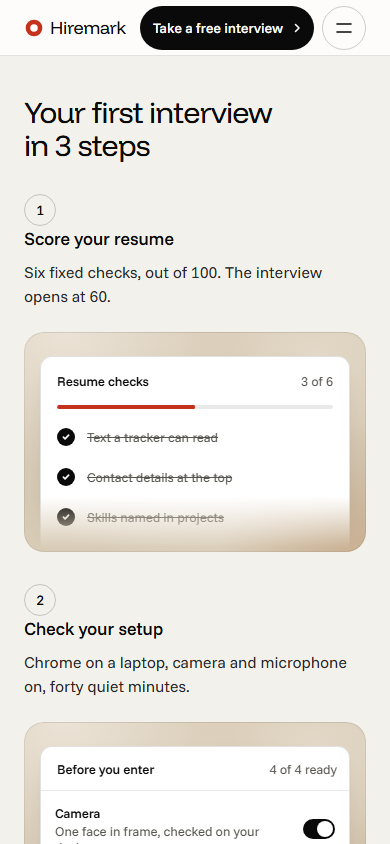 Hiremark
Take a free interview
Your first interview
in 3 steps
1
Score your resume
Six fixed checks, out of 100. The interview
opens at 60.
Resume checks
3 of 6
Text a tracker can read
Contact details at the top
Skills named in projects
2
Check your setup
Chrome on a laptop, camera and microphone
on, forty quiet minutes.
Before you enter
4 of 4 ready
Camera
One face in frame, checked on your